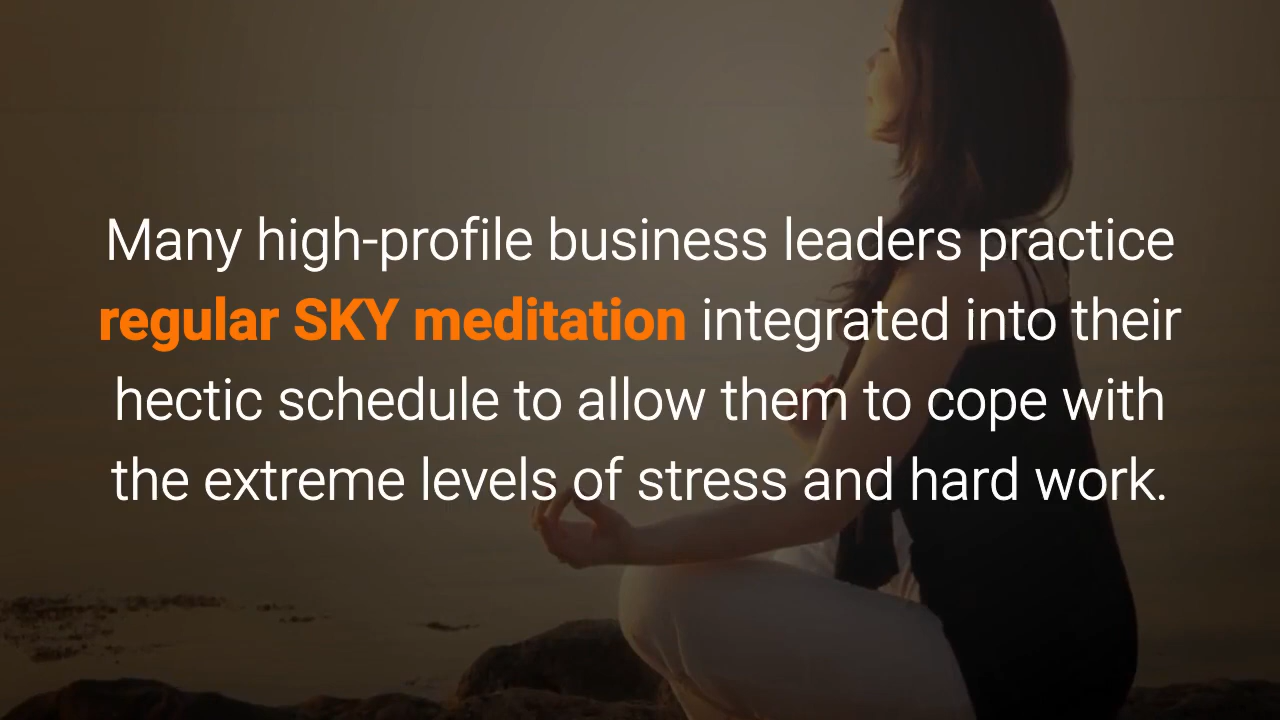 Many high-profile business leaders practice
regular SKY meditation integrated into their
hectic schedule to allow them to cope with
the extreme levels of stress and hard work.